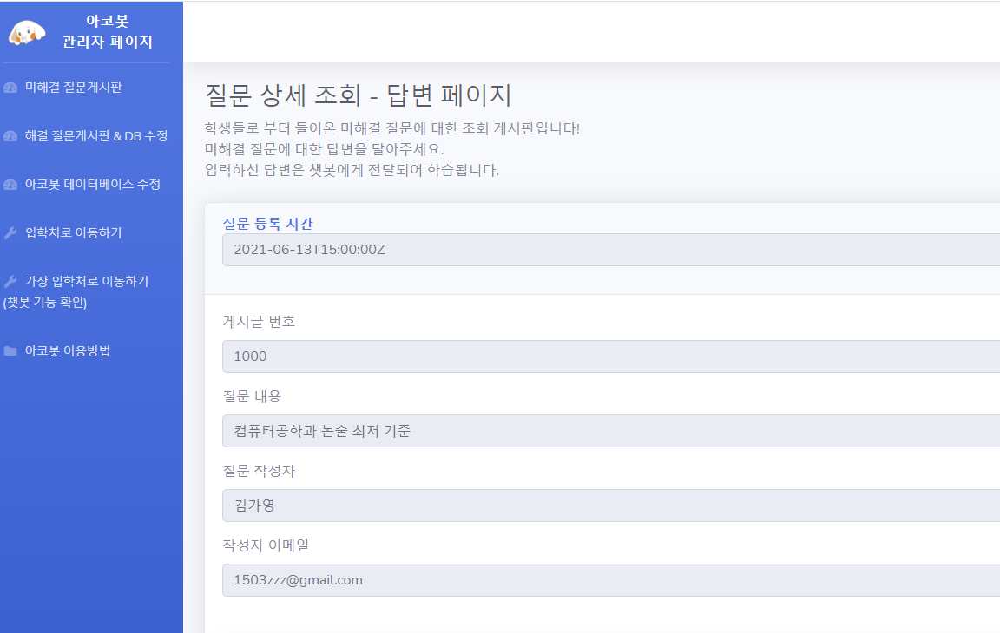 아코봇
관리자 페이지
미해결 질문게시판
해결 질문게시판 & DB 수정
아코봇 데이터베이스 수정
입학처로 이동하기
가상 입학처로 이동하기
(챗봇 기능 확인)
아코봇 이용방법
질문 상세 조회 - 답변 페이지
학생들로 부터 들어온 미해결 질문에 대한 조회 게시판입니다!
미해결 질문에 대한 답변을 달아주세요.
입력하신 답변은 챗봇에게 전달되어 학습됩니다.
질문 등록 시간
2021-06-13T15:00:00Z
게시글 번호
1000
질문 내용
컴퓨터공학과 논술 최저 기준
질문 작성자
김가영
작성자 이메일
1503zzz@gmail.com